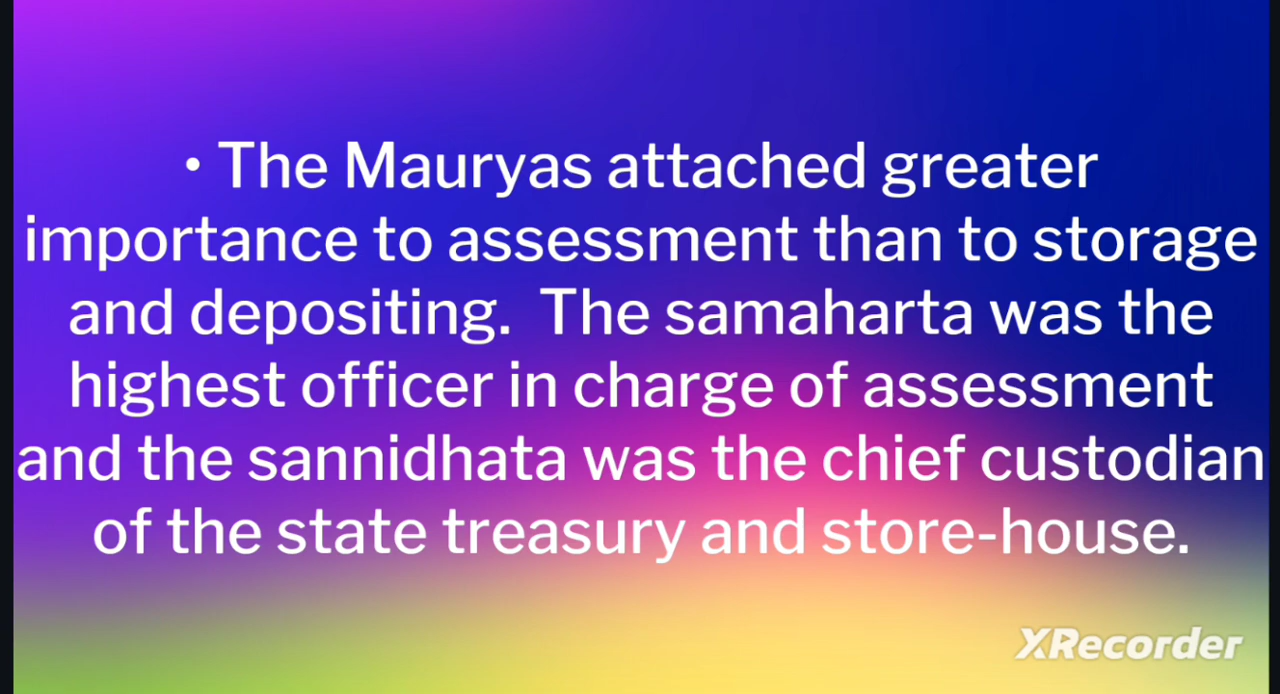 • The Mauryas attached greater
importance to assessment than to storage
and depositing.  The samaharta was the
highest officer in charge of assessment
and the sannidhata was the chief custodian
of the state treasury and store-house.
XRecorder